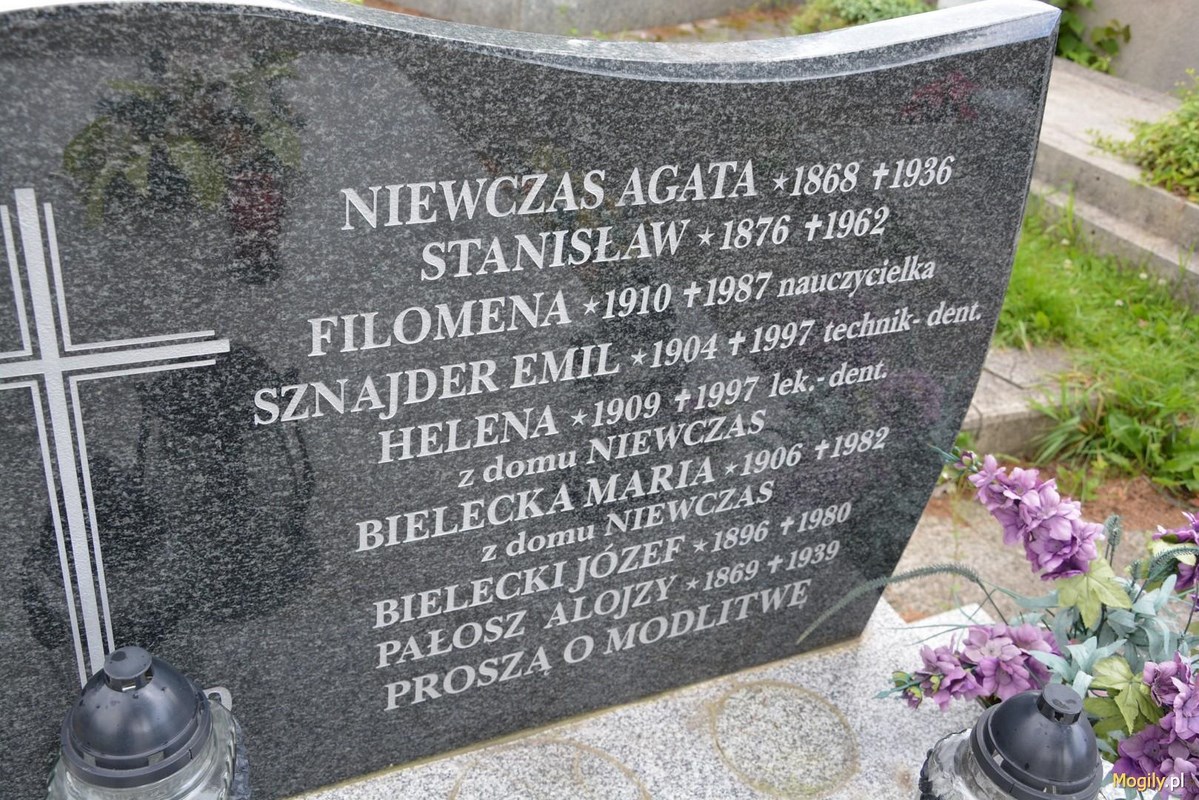 NIEWCZAS AGATA ★1868 ✝1936
STANISŁAW ★1876 ✝1962
FILOMENA ★1910 ✝1987 nauczycielka
SZNAJDER EMIL ★1904 ✝1997 technik-dent.
HELENA ★1909 ✝1997 lek.-dent.
z domu NIEWCZAS
BIELECKA MARIA ★1906 ✝1982
z domu NIEWCZAS
BIELECKI JÓZEF ★1896 ✝1980
PAŁOSZ ALOJZY ★1869 ✝1939
PROSZĄ O MODLITWĘ
Mogily.pl